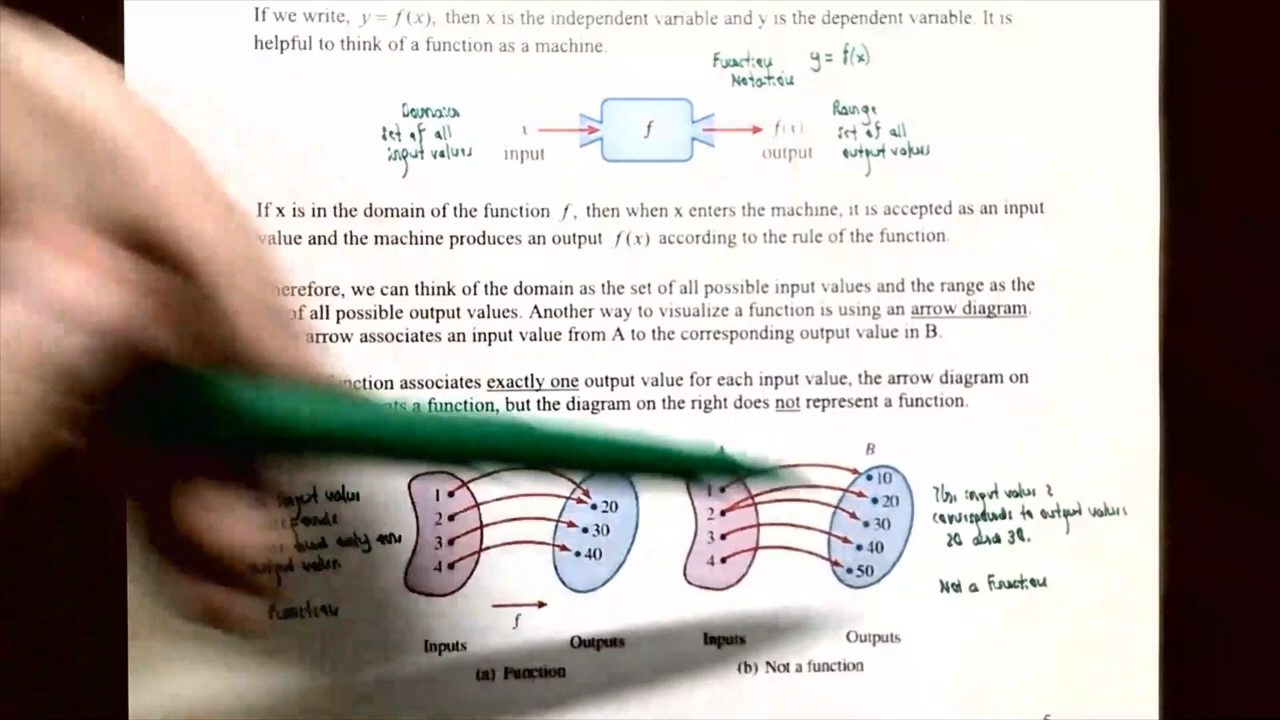 If we write, y = f(x), then x is the independent variable and y is the dependent variable. It is
helpful to think of a function as a machine.
Function
Notation
y = f(x)
Domain
set of all
input values
x
input
f
f(x)
output
Range
set of all
output values
If x is in the domain of the function f, then when x enters the machine, it is accepted as an input
value and the machine produces an output f(x) according to the rule of the function.
erefore, we can think of the domain as the set of all possible input values and the range as the
of all possible output values. Another way to visualize a function is using an arrow diagram.
arrow associates an input value from A to the corresponding output value in B.
nction associates exactly one output value for each input value, the arrow diagram on
ts a function, but the diagram on the right does not represent a function.
input value
only one
output value.
Function
1
2
3
4
20
30
40
f
Inputs
Outputs
(a) Function
B
1
2
3
4
10
20
30
40
50
Inputs
Outputs
(b) Not a function
The input value 2
corresponds to output values
20 and 30.
Not a Function